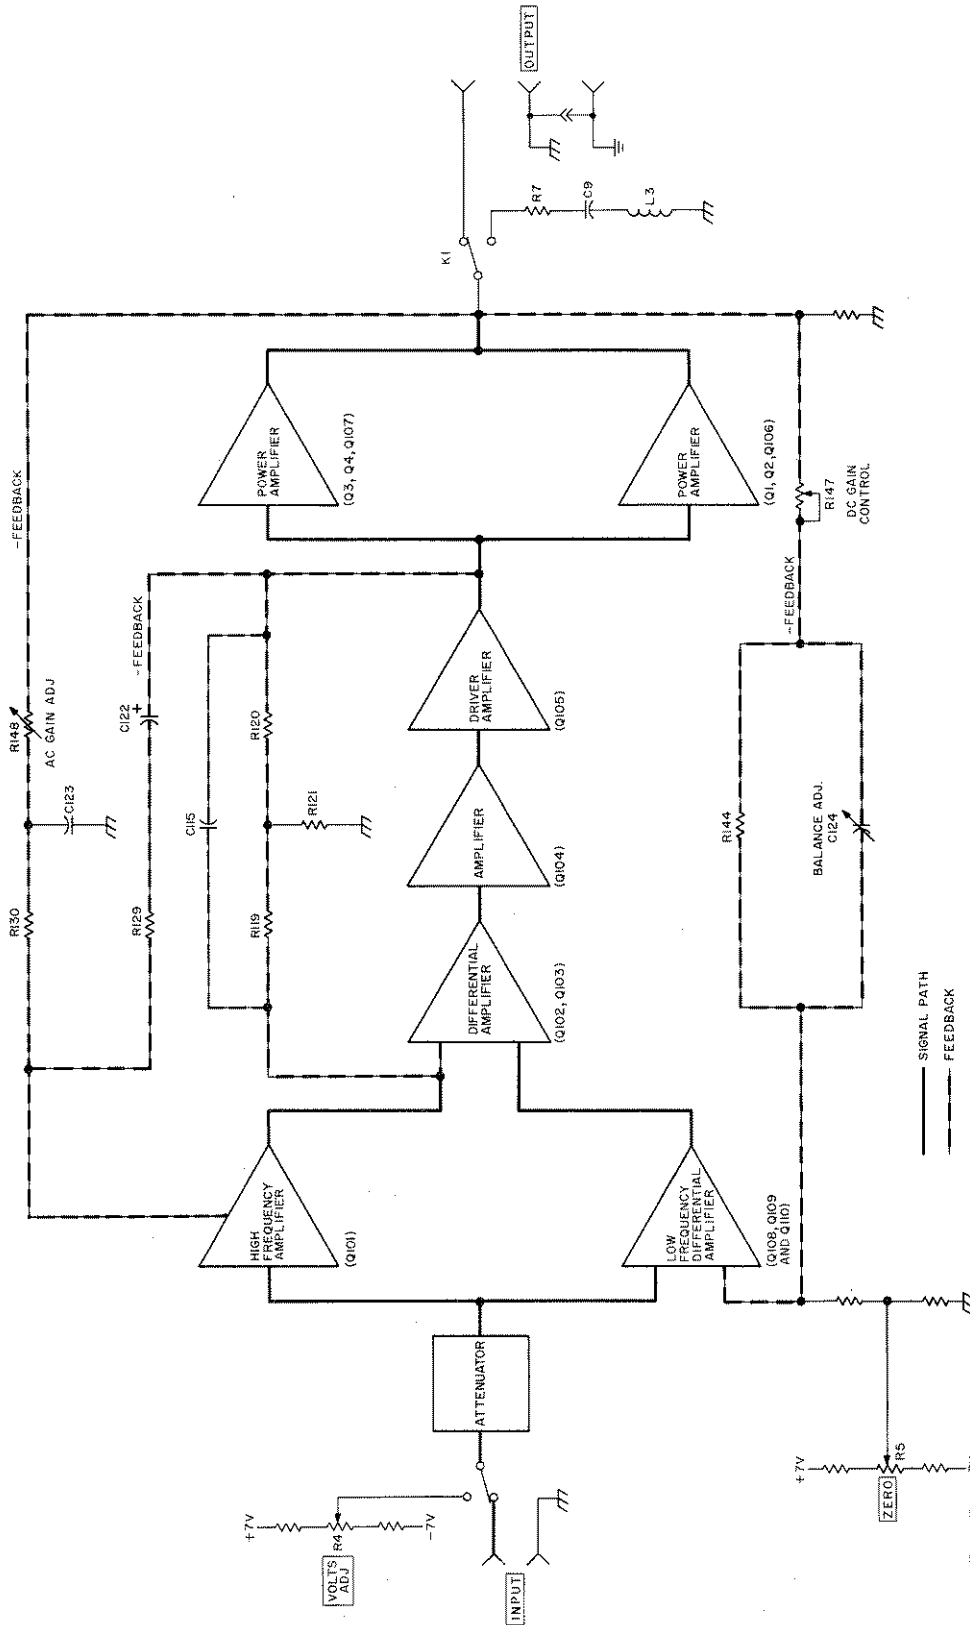 +7V
R4
-7V
VOLTS
ADJ
INPUT
ATTENUATOR
+7V
R5
ZERO
HIGH
FREQUENCY
AMPLIFIER
(Q101)
LOW
FREQUENCY
DIFFERENTIAL
AMPLIFIER
(Q108, Q109
AND Q110)
R130
R148
AC GAIN ADJ
-FEEDBACK
C123
R129
C122
+
-FEEDBACK
C115
R119
R120
R121
DIFFERENTIAL
AMPLIFIER
(Q102, Q103)
AMPLIFIER
(Q104)
DRIVER
AMPLIFIER
(Q105)
POWER
AMPLIFIER
(Q3, Q4, Q107)
POWER
AMPLIFIER
(Q1, Q2, Q106)
R144
BALANCE ADJ.
C124
-FEEDBACK
R147
DC GAIN
CONTROL
K1
R7
C9
L3
OUTPUT
SIGNAL PATH
FEEDBACK